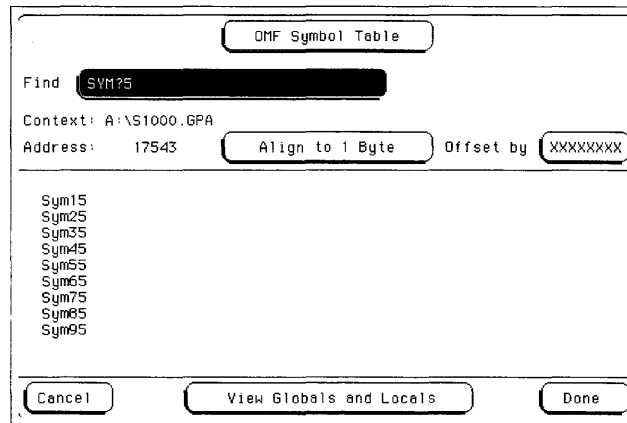 OMF Symbol Table
Find SYM?5
Context: A:\S1000.GPA
Address: 17543 Align to 1 Byte Offset by XXXXXXXX
Sym15
Sym25
Sym35
Sym45
Sym55
Sym65
Sym75
Sym85
Sym95
Cancel View Globals and Locals Done